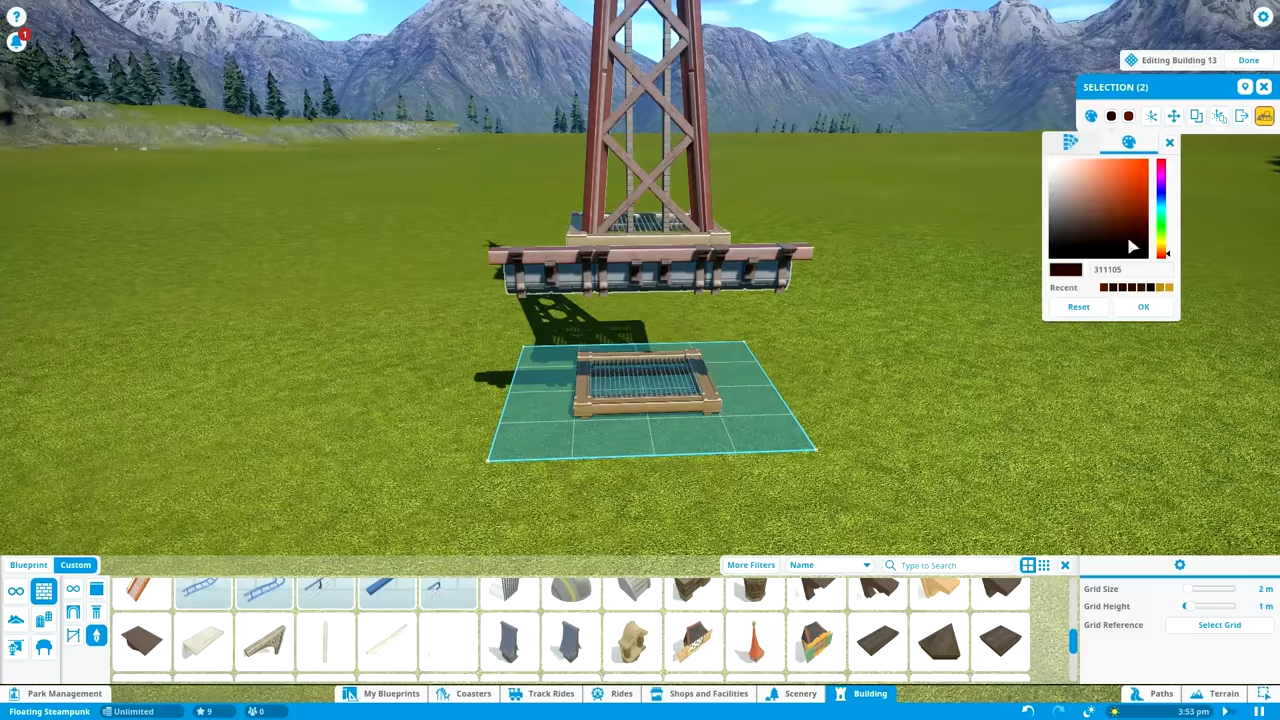 ?
1
Editing Building 13 Done
SELECTION (2)
311105
Recent
Reset OK
Blueprint Custom
More Filters Name Type to Search
Grid Size 2 m
Grid Height 1 m
Grid Reference Select Grid
Park Management My Blueprints Coasters Track Rides Rides Shops and Facilities Scenery Building Paths Terrain
Floating Steampunk Unlimited 9 0 3:53 pm